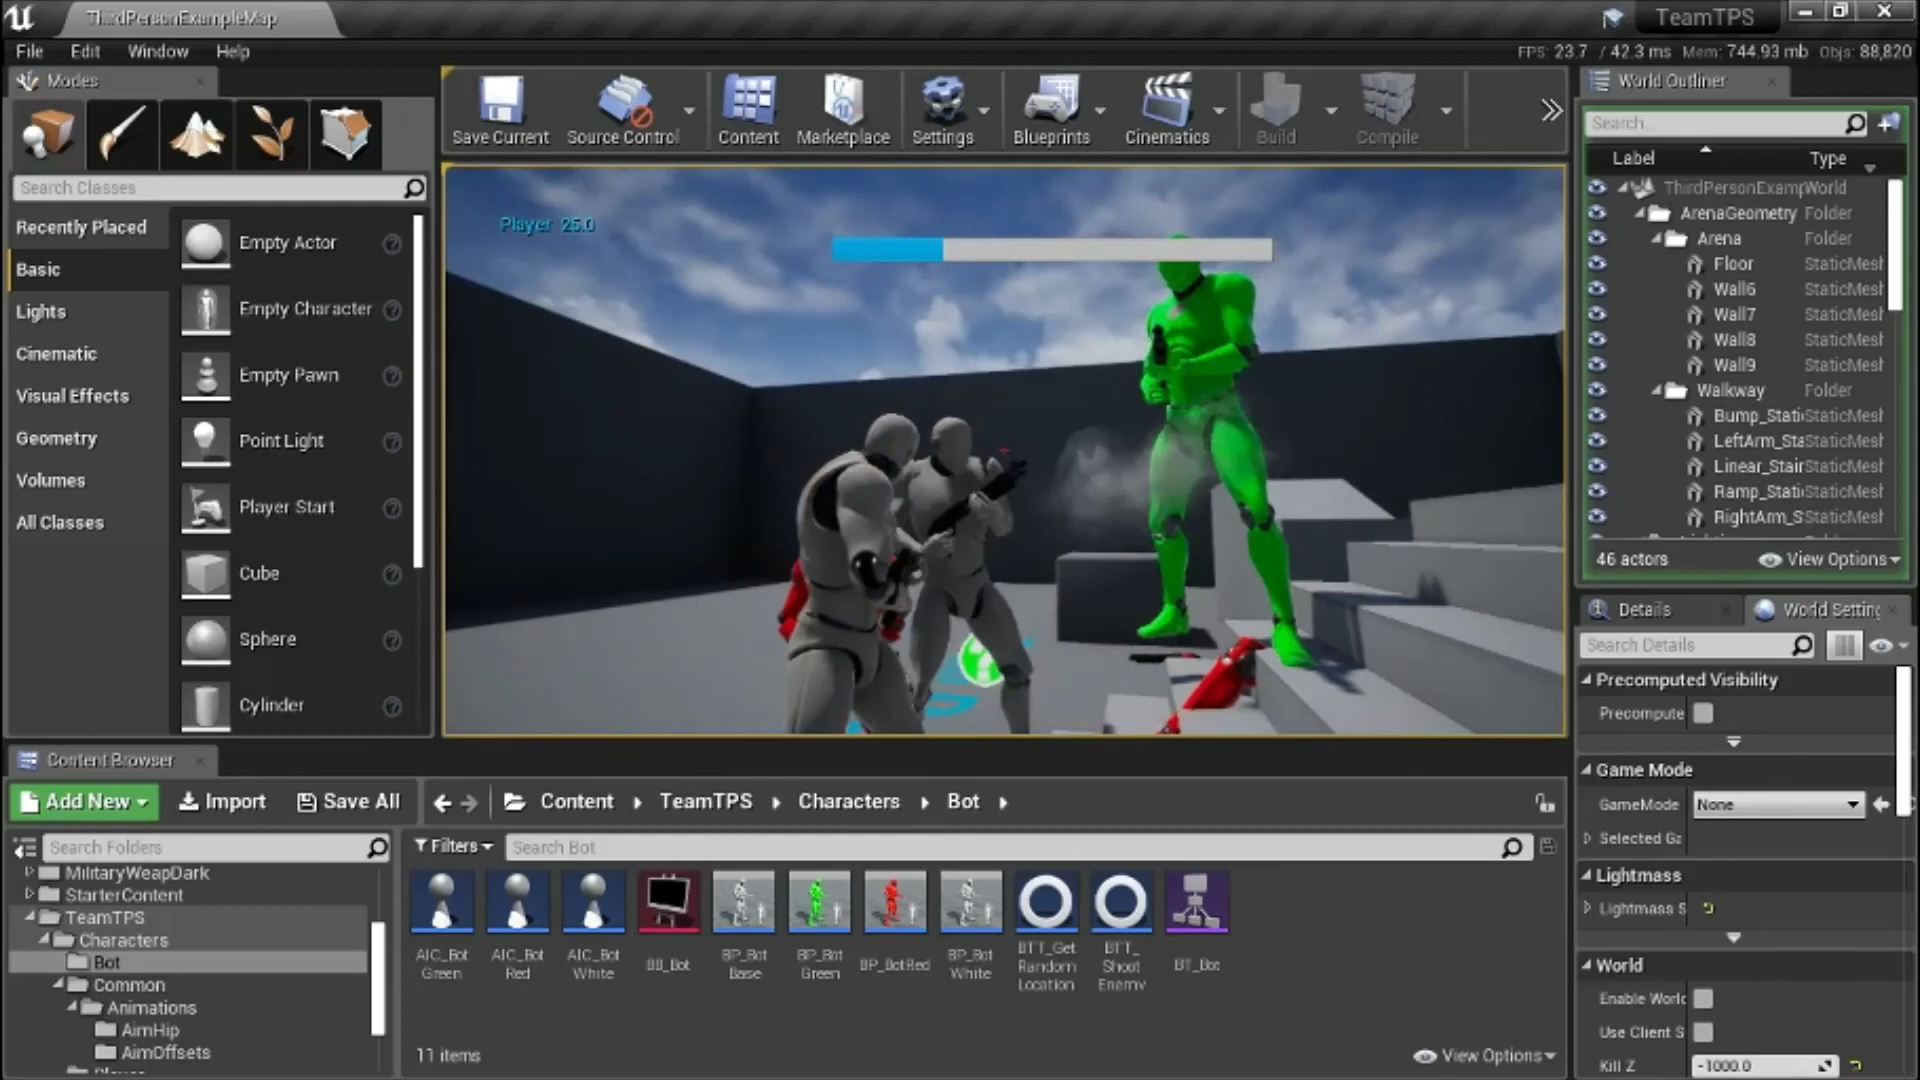 ThirdPersonExampleMap
TeamTPS
File Edit Window Help
FPS: 23.7 / 42.3 ms Mem: 744.93 mb Objs: 88,820
Modes
Search Classes
Recently Placed
Basic
Lights
Cinematic
Visual Effects
Geometry
Volumes
All Classes
Empty Actor
Empty Character
Empty Pawn
Point Light
Player Start
Cube
Sphere
Cylinder
Save Current
Source Control
Content
Marketplace
Settings
Blueprints
Cinematics
Build
Compile
Player 25.0
World Outliner
Search...
Label Type
ThirdPersonExamp World
ArenaGeometry Folder
Arena Folder
Floor StaticMesh
Wall6 StaticMesh
Wall7 StaticMesh
Wall8 StaticMesh
Wall9 StaticMesh
Walkway Folder
Bump_Stati StaticMesh
LeftArm_Sta StaticMesh
Linear_Stair StaticMesh
Ramp_Stati StaticMesh
RightArm_S StaticMesh
46 actors View Options
Details World Setting
Search Details
Precomputed Visibility
Precompute
Game Mode
GameMode None
Selected Ga
Lightmass
Lightmass S
World
Enable World
Use Client S
Kill Z -1000.0
Content Browser
Add New Import Save All
Content TeamTPS Characters Bot
Search Folders
MilitaryWeapDark
StarterContent
TeamTPS
Characters
Bot
Common
Animations
AimHip
AimOffsets
Filters Search Bot
AIC_Bot Green
AIC_Bot Red
AIC_Bot White
BB_Bot
BP_Bot Base
BP_Bot Green
BP_BotRed
BP_Bot White
BTT_Get Random Location
BTT_ Shoot Enemy
BT_Bot
11 items View Options